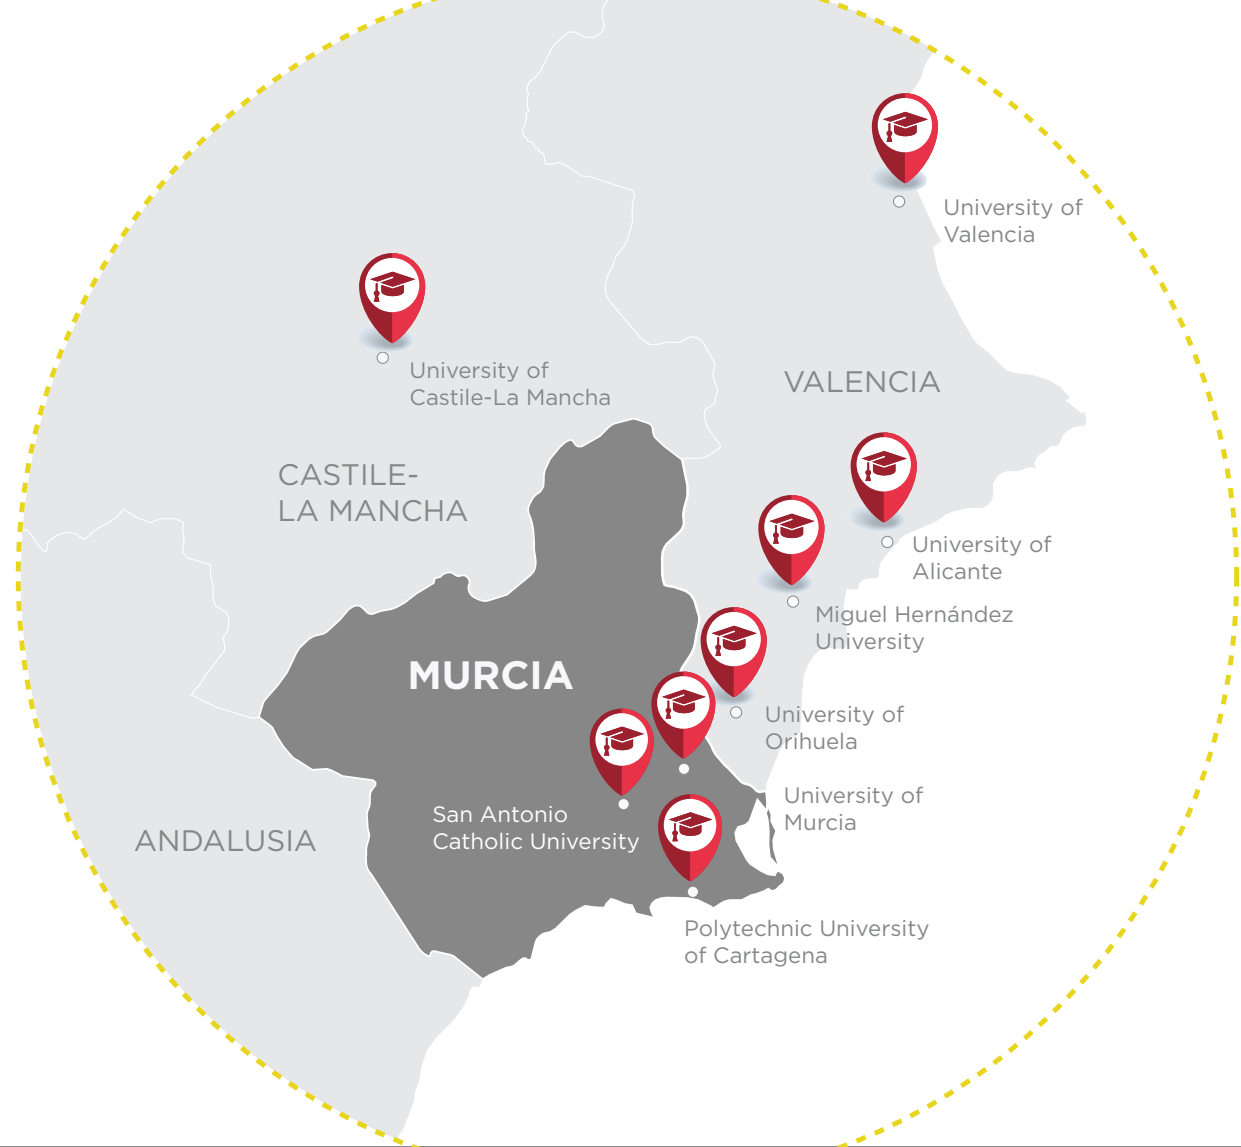 University of
Valencia
University of
Castile-La Mancha
VALENCIA
CASTILE-
LA MANCHA
University of
Alicante
Miguel Hernández
University
MURCIA
University of
Orihuela
University of
Murcia
San Antonio
Catholic University
ANDALUSIA
Polytechnic University
of Cartagena